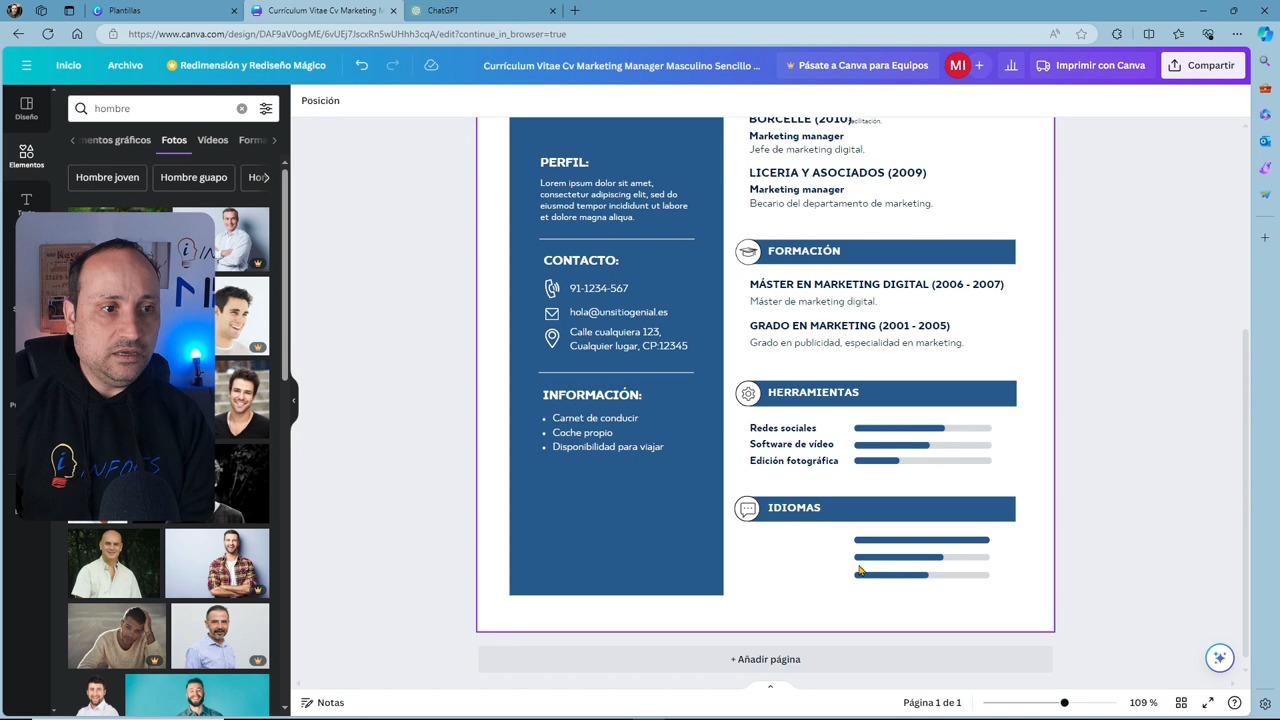 Plantillas
Currículum Vitae Cv Marketing M
ChatGPT
https://www.canva.com/design/DAF9aV0ogME/6vUEj7JscxRn5wUHhh3cqA/edit?continue_in_browser=true
Inicio
Archivo
Redimensión y Rediseño Mágico
Currículum Vitae Cv Marketing Manager Masculino Sencillo ...
Pásate a Canva para Equipos
MI
Imprimir con Canva
Compartir
Diseño
Elementos
hombre
Fotos
Vídeos
Hombre joven
Hombre guapo
Posición
PERFIL:
Lorem ipsum dolor sit amet,
consectetur adipiscing elit, sed do
eiusmod tempor incididunt ut labore
et dolore magna aliqua.
CONTACTO:
91-1234-567
hola@unsitiogenial.es
Calle cualquiera 123,
Cualquier lugar, CP:12345
INFORMACIÓN:
Carnet de conducir
Coche propio
Disponibilidad para viajar
BORCELLE (2010)
Marketing manager
Jefe de marketing digital.
LICERIA Y ASOCIADOS (2009)
Marketing manager
Becario del departamento de marketing.
FORMACIÓN
MÁSTER EN MARKETING DIGITAL (2006 - 2007)
Máster de marketing digital.
GRADO EN MARKETING (2001 - 2005)
Grado en publicidad, especialidad en marketing.
HERRAMIENTAS
Redes sociales
Software de vídeo
Edición fotográfica
IDIOMAS
+ Añadir página
Notas
Página 1 de 1
109 %